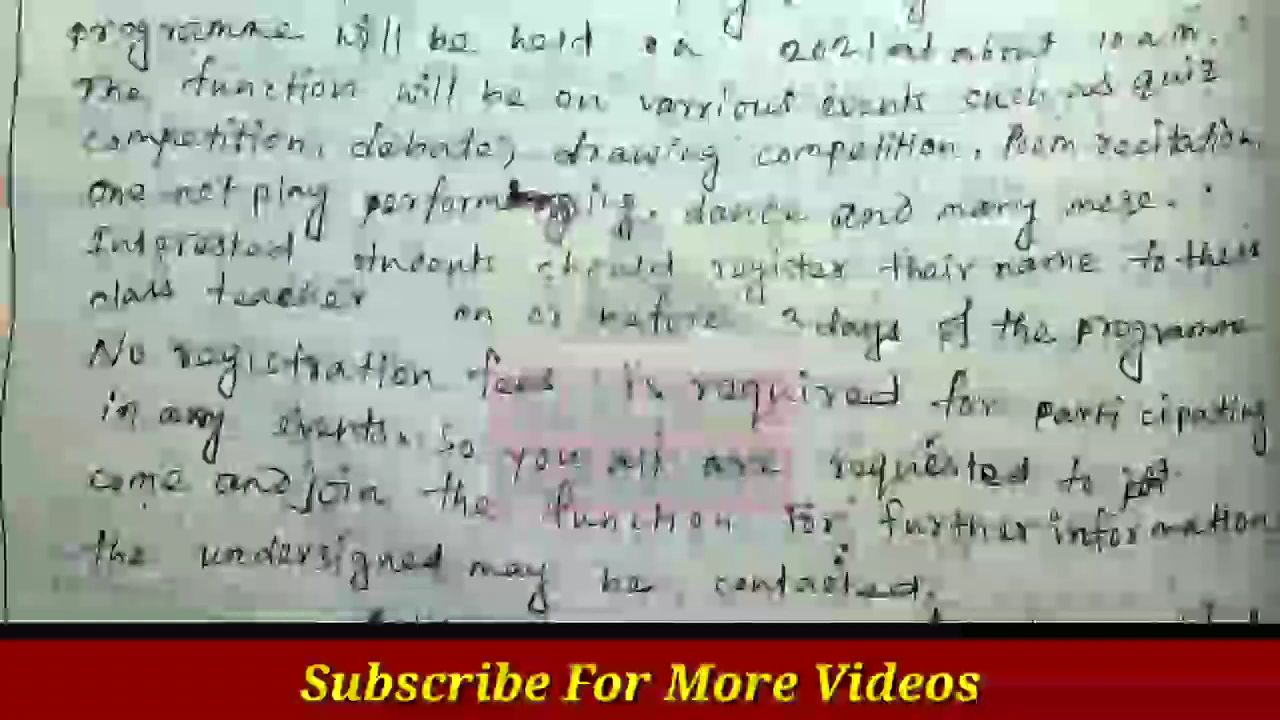 programme will be held on 2021 at about 10 a.m.
The function will be on varrious events such as quiz
competition, debate, drawing competition, Poem recitation,
one-act play performing, dance and many more.
Interested students should register their name to their
class teacher on or before 2 days of the programme
No registration fees is required for participating
in any events. So you all are requested to
come and join the function For further information
the undersigned may be contacted.
Subscribe For More Videos